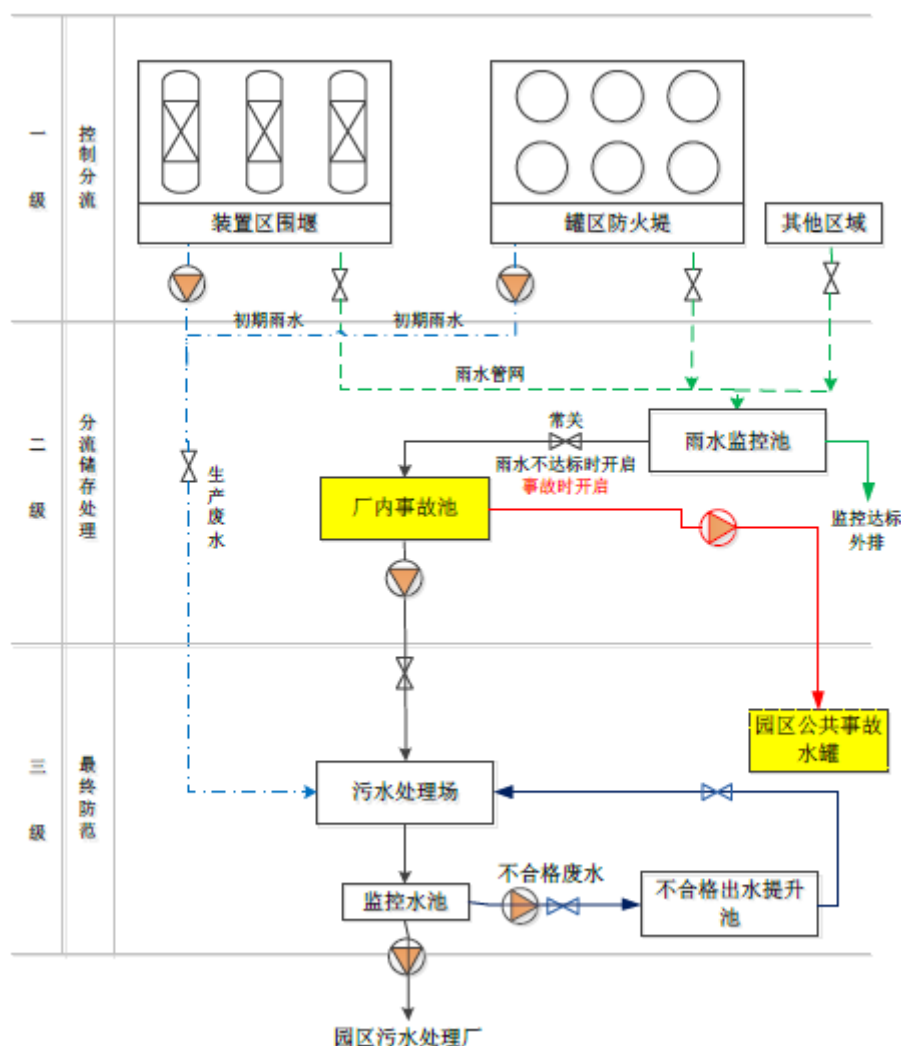 一级
控制分流
装置区围堰
罐区防火堤
其他区域
初期雨水
初期雨水
雨水管网
二级
分流储存处理
生产废水
常关
雨水不达标时开启
事故时开启
雨水监控池
厂内事故池
监控达标
外排
三级
最终防范
园区公共事故
水罐
污水处理场
不合格废水
监控水池
不合格出水提升
池
园区污水处理厂